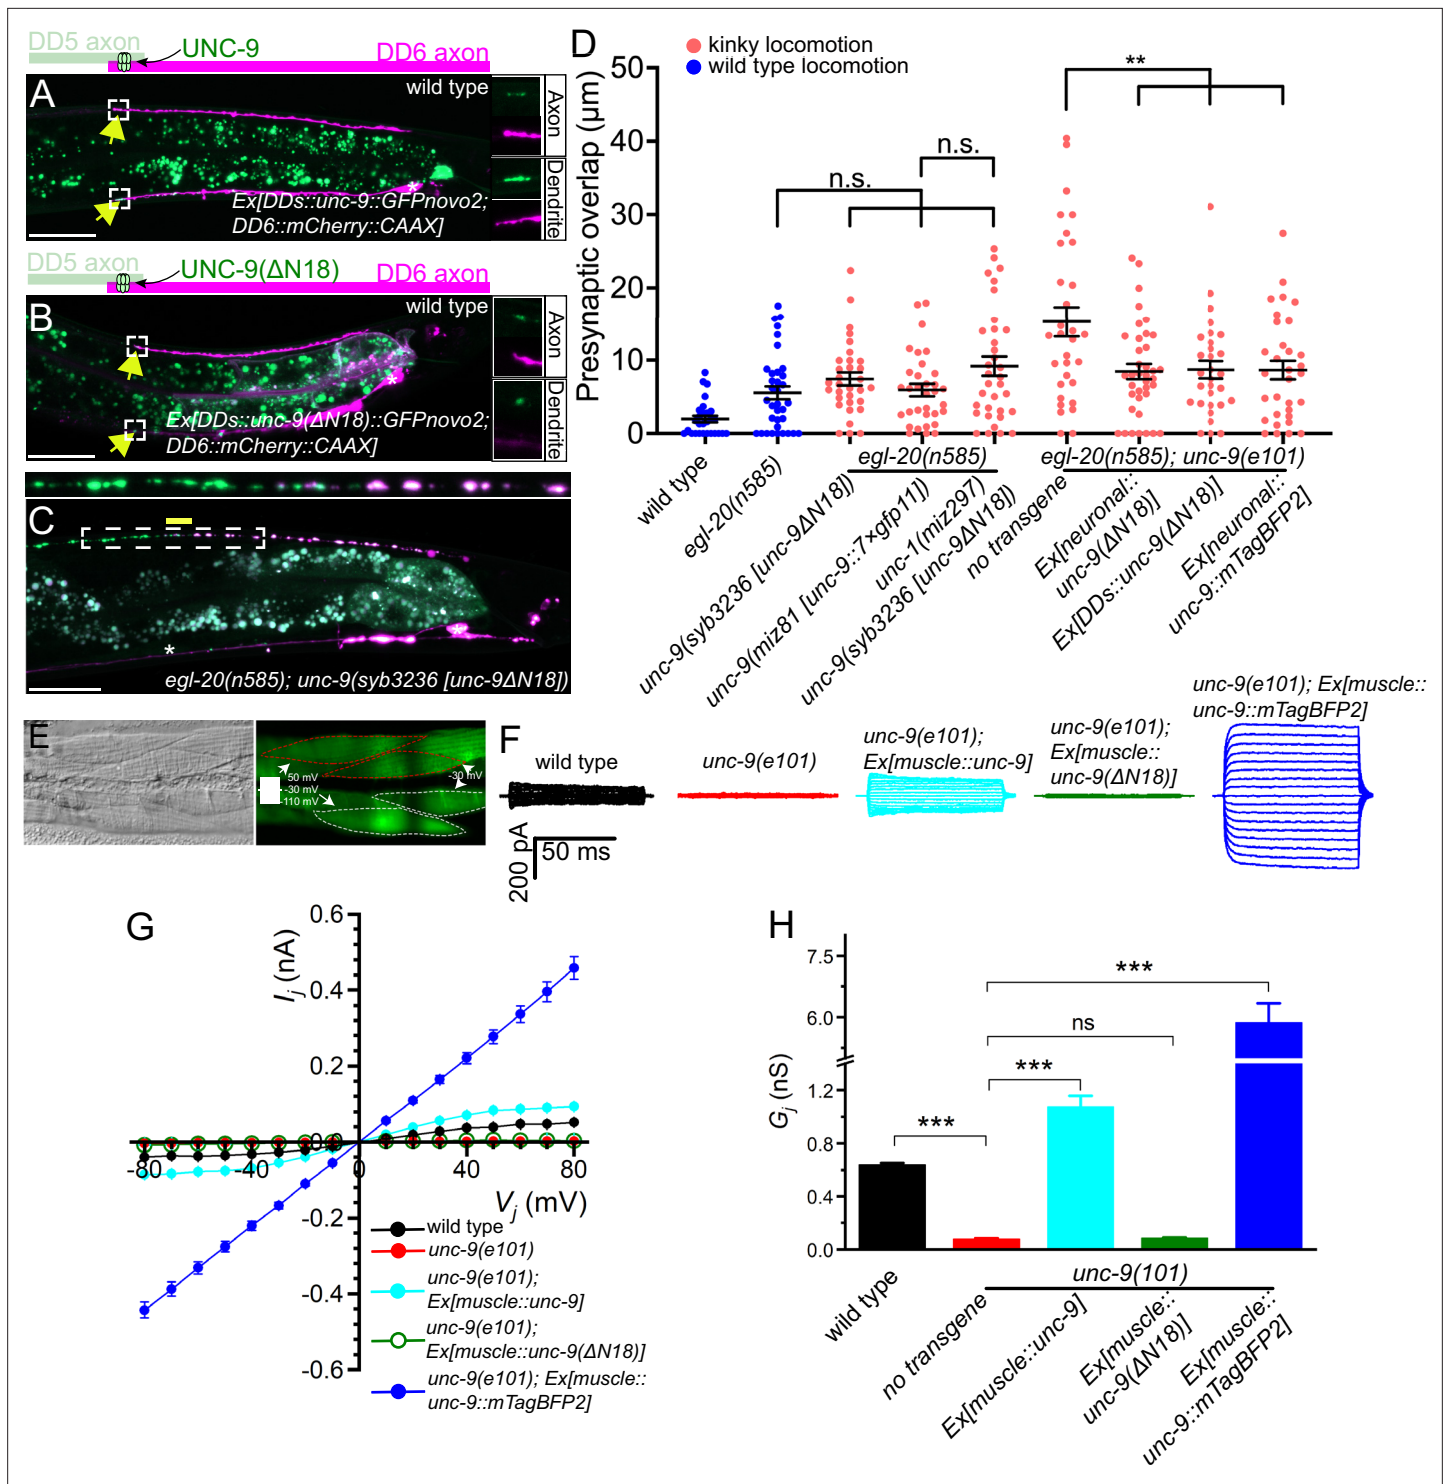 DD5 axon
UNC-9
DD6 axon
A
wild type
Axon
Dendrite
Ex[DDs::unc-9::GFPnovo2;
DD6::mCherry::CAAX]
*
DD5 axon
UNC-9(ΔN18)
DD6 axon
B
wild type
Axon
Dendrite
Ex[DDs::unc-9(ΔN18)::GFPnovo2;
DD6::mCherry::CAAX]
*
C
*
*
egl-20(n585); unc-9(syb3236 [unc-9ΔN18])
D
kinky locomotion
wild type locomotion
Presynaptic overlap (µm)
50
40
30
20
10
0
n.s.
n.s.
**
wild type
egl-20(n585)
egl-20(n585)
unc-9(syb3236 [unc-9ΔN18])
unc-9(miz81 [unc-9::7×gfp11])
unc-1(miz297)
unc-9(syb3236 [unc-9ΔN18])
egl-20(n585); unc-9(e101)
no transgene
Ex[neuronal::
unc-9(ΔN18)]
Ex[DDs::unc-9(ΔN18)]
Ex[neuronal::
unc-9::mTagBFP2]
E
50 mV
-30 mV
-110 mV
-30 mV
F
wild type
unc-9(e101)
unc-9(e101);
Ex[muscle::unc-9]
unc-9(e101);
Ex[muscle::
unc-9(ΔN18)]
unc-9(e101); Ex[muscle::
unc-9::mTagBFP2]
200 pA
50 ms
G
Ij (nA)
0.6
0.4
0.2
0.0
-0.2
-0.4
-0.6
-80
-40
0
40
80
Vj (mV)
wild type
unc-9(e101)
unc-9(e101);
Ex[muscle::unc-9]
unc-9(e101);
Ex[muscle::unc-9(ΔN18)]
unc-9(e101); Ex[muscle::
unc-9::mTagBFP2]
H
Gj (nS)
7.5
6.0
1.2
0.8
0.4
0.0
***
***
ns
***
wild type
unc-9(101)
no transgene
Ex[muscle::unc-9]
Ex[muscle::
unc-9(ΔN18)]
Ex[muscle::
unc-9::mTagBFP2]